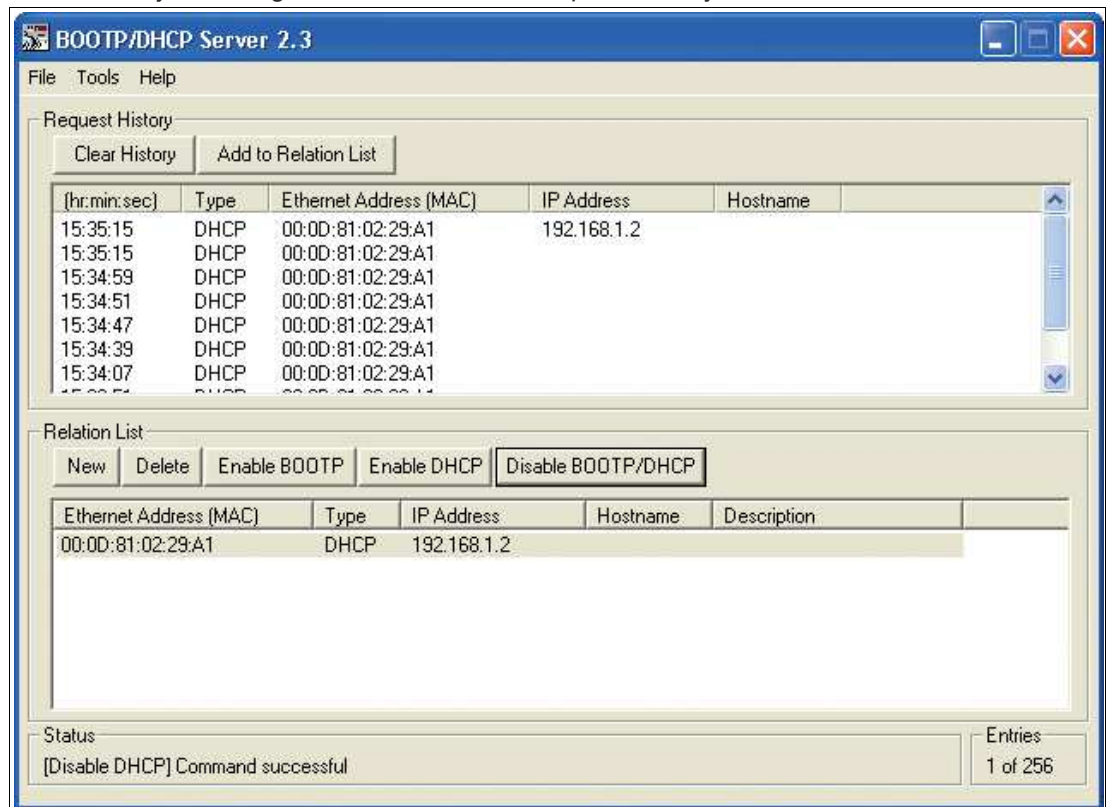 BOOTP/DHCP Server 2.3
File Tools Help
Request History
Clear History Add to Relation List
(hr:min:sec) Type Ethernet Address (MAC) IP Address Hostname
15:35:15 DHCP 00:0D:81:02:29:A1 192.168.1.2
15:35:15 DHCP 00:0D:81:02:29:A1
15:34:59 DHCP 00:0D:81:02:29:A1
15:34:51 DHCP 00:0D:81:02:29:A1
15:34:47 DHCP 00:0D:81:02:29:A1
15:34:39 DHCP 00:0D:81:02:29:A1
15:34:07 DHCP 00:0D:81:02:29:A1
Relation List
New Delete Enable BOOTP Enable DHCP Disable BOOTP/DHCP
Ethernet Address (MAC) Type IP Address Hostname Description
00:0D:81:02:29:A1 DHCP 192.168.1.2
Status
[Disable DHCP] Command successful
Entries
1 of 256